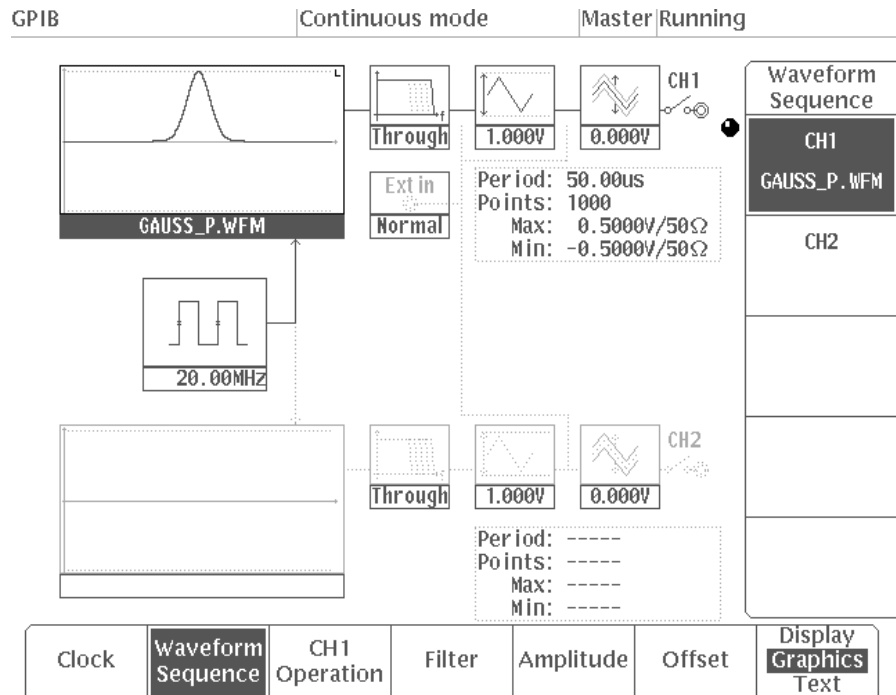 GPIB Continuous mode Master Running
Waveform
Sequence
CH1
GAUSS_P.WFM
CH2
L
f
Through
1.000V
0.000V
CH1
GAUSS_P.WFM
Ext in
Normal
Period: 50.00us
Points: 1000
Max: 0.5000V/50Ω
Min: -0.5000V/50Ω
20.00MHz
Through
1.000V
0.000V
CH2
Period: -----
Points: -----
Max: -----
Min: -----
Clock
Waveform
Sequence
CH1
Operation
Filter
Amplitude
Offset
Display
Graphics
Text